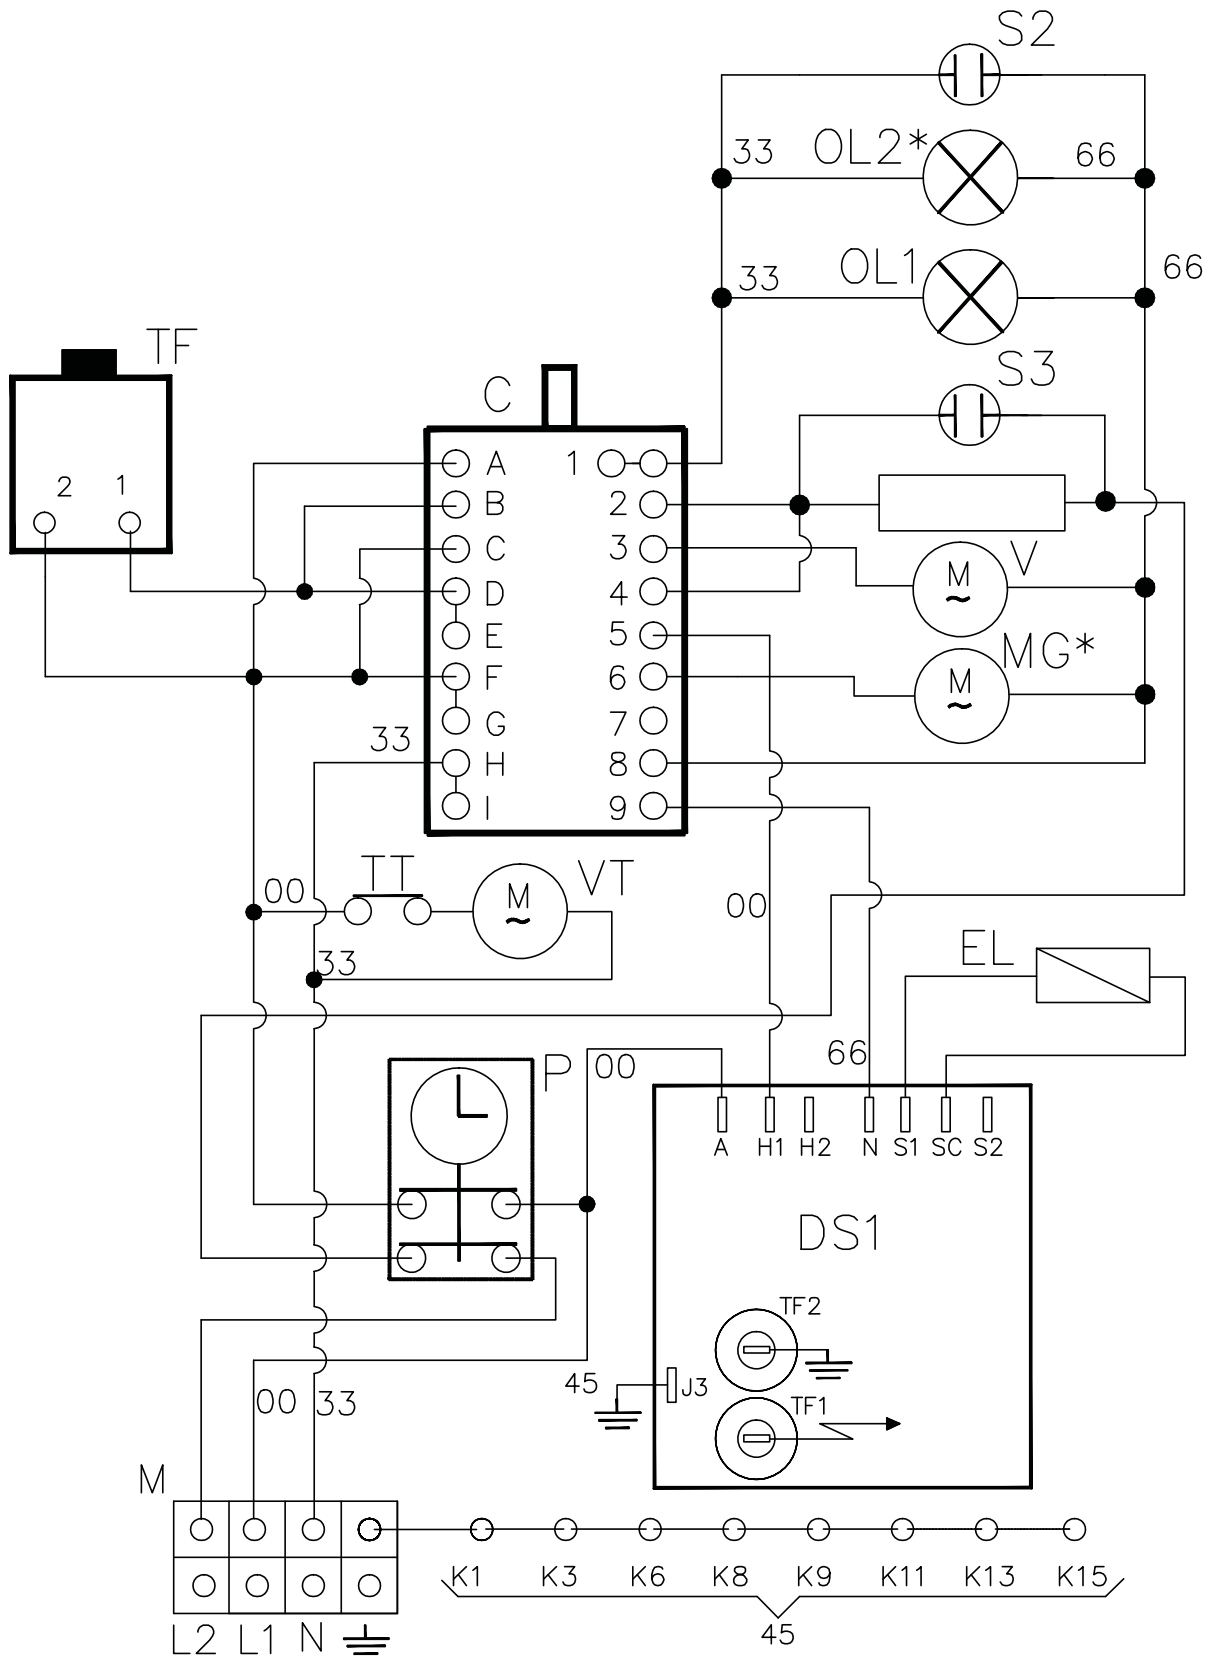 S2
33 OL2* 66
33 OL1 66
TF
S3
C
2 1
A 1
B 2
C 3
D 4
E 5
F 6
G 7
H 8
I 9
M V
M MG*
33
TT VT
00 M
33
00
EL
66
P 00
A H1 H2 N S1 SC S2
DS1
TF2
45 J3
TF1
00 33
M
K1 K3 K6 K8 K9 K11 K13 K15
45
L2 L1 N